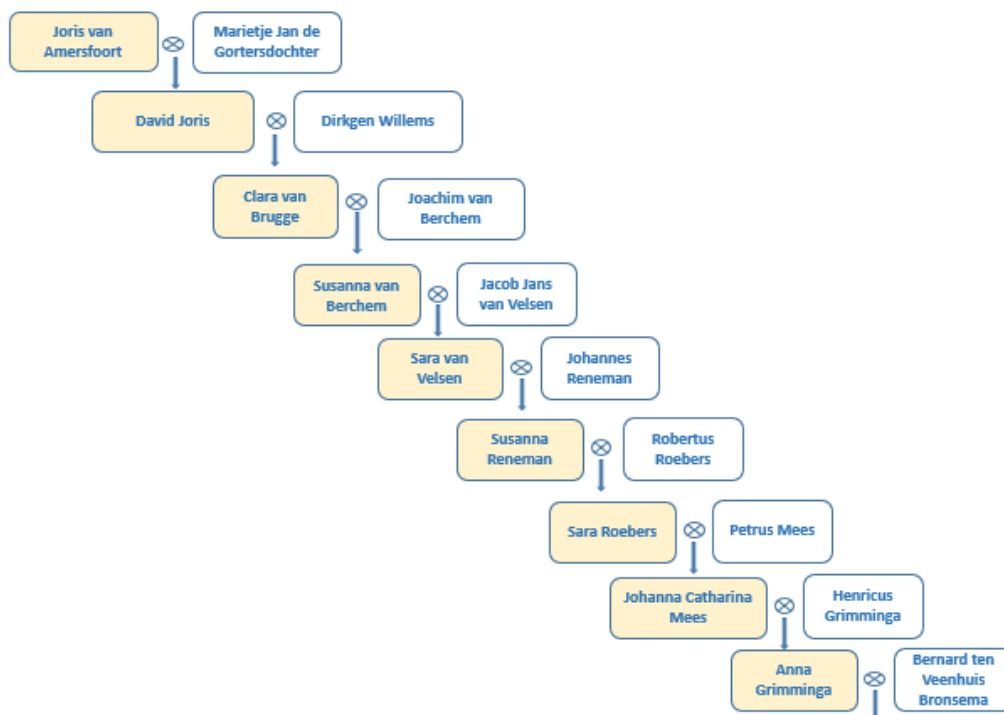 Joris van
Amersfoort
Marietje Jan de
Gortersdochter
David Joris
Dirkgen Willems
Clara van
Brugge
Joachim van
Berchem
Susanna van
Berchem
Jacob Jans
van Velsen
Sara van
Velsen
Johannes
Reneman
Susanna
Reneman
Robertus
Roebers
Sara Roebers
Petrus Mees
Johanna Catharina
Mees
Henricus
Grimminga
Anna
Grimminga
Bernard ten
Veenhuis
Bronsema